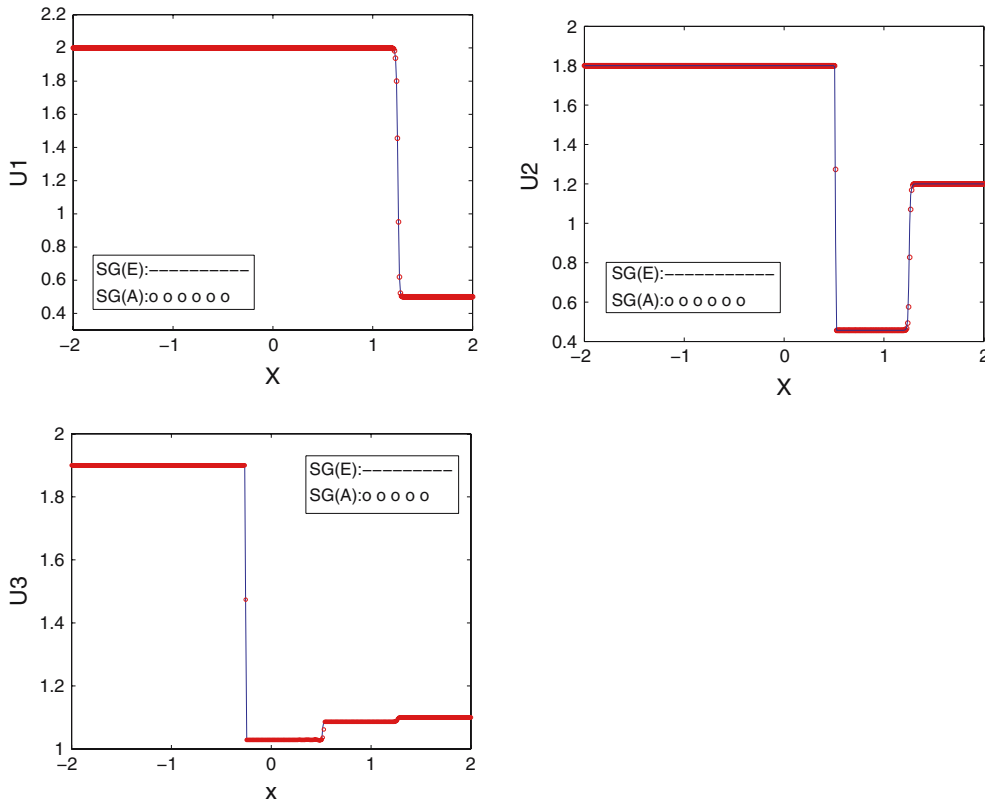 2.2
2
1.8
1.6
1.4
1.2
1
0.8
0.6
0.4
U1
SG(E):——————————
SG(A):o o o o o o
−2 −1 0 1 2
X
2
1.8
1.6
1.4
1.2
1
0.8
0.6
0.4
U2
SG(E):———————————
SG(A):o o o o o o
−2 −1 0 1 2
X
2
1.8
1.6
1.4
1.2
1
U3
SG(E):—————————
SG(A):o o o o o
−2 −1 0 1 2
x